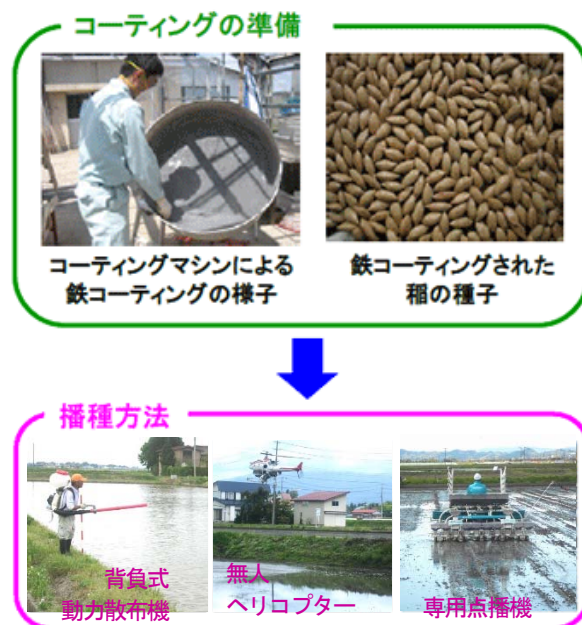 コーティングの準備
コーティングマシンによる
鉄コーティングの様子
鉄コーティングされた
稲の種子
播種方法
背負式
動力散布機
無人
ヘリコプター
専用点播機